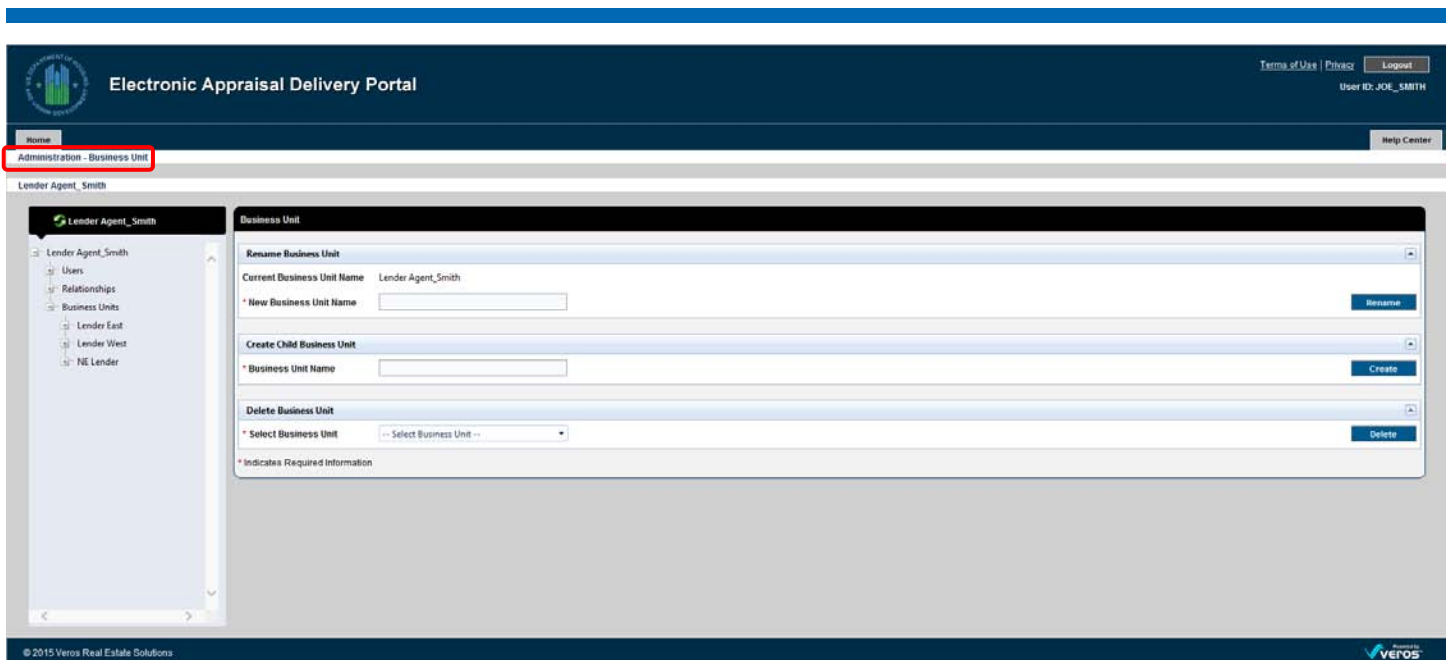 Electronic Appraisal Delivery Portal
Terms of Use | Privacy Logout
User ID: JOE_SMITH
Home Help Center
Administration - Business Unit
Lender Agent_Smith
Lender Agent_Smith
Business Unit
Lender Agent_Smith
Users
Relationships
Business Units
Lender East
Lender West
NE Lender
Rename Business Unit
Current Business Unit Name Lender Agent_Smith
* New Business Unit Name Rename
Create Child Business Unit
* Business Unit Name Create
Delete Business Unit
* Select Business Unit -- Select Business Unit -- Delete
* Indicates Required Information
© 2015 Veros Real Estate Solutions
Powered by
veros